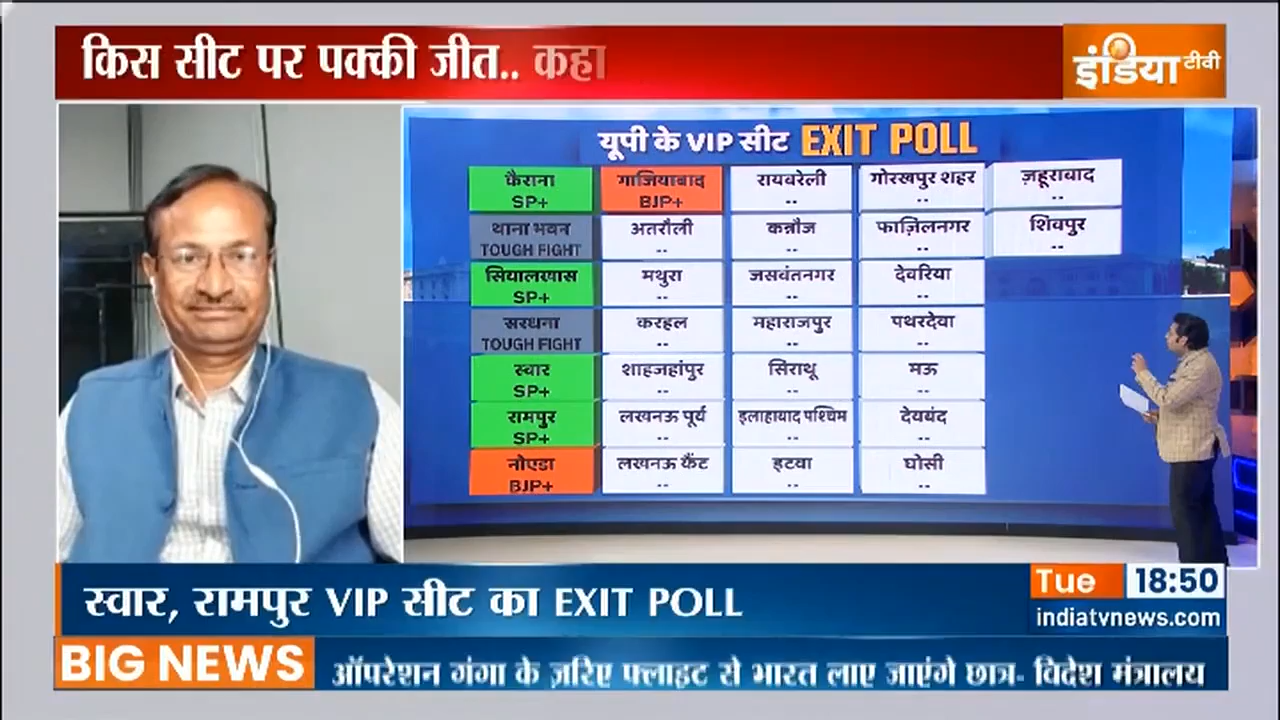 किस सीट पर पक्की जीत.. कहा
इंडिया टीवी
यूपी के VIP सीट EXIT POLL
कैराना
SP+
गाजियाबाद
BJP+
रायबरेली
--
गोरखपुर शहर
--
ज़हूराबाद
--
थाना भवन
TOUGH FIGHT
अतरौली
--
कन्नौज
--
फाज़िलनगर
--
शिवपुर
--
सिवालखास
SP+
मथुरा
--
जसवंतनगर
--
देवरिया
--
सरधना
TOUGH FIGHT
करहल
--
महाराजपुर
--
पथरदेवा
--
स्वार
SP+
शाहजहांपुर
--
सिराथू
--
मऊ
--
रामपुर
SP+
लखनऊ पूर्व
--
इलाहाबाद पश्चिम
--
देवबंद
--
नोएडा
BJP+
लखनऊ कैंट
--
इटवा
--
घोसी
--
स्वार, रामपुर VIP सीट का EXIT POLL
Tue 18:50
indiatvnews.com
BIG NEWS
ऑपरेशन गंगा के ज़रिए फ्लाइट से भारत लाए जाएंगे छात्र- विदेश मंत्रालय